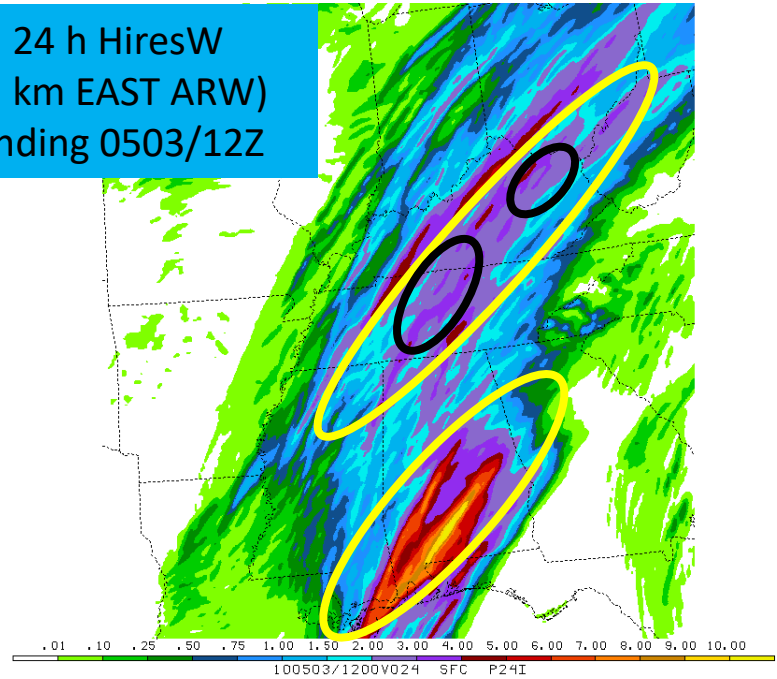 24 h HiresW
km EAST ARW)
nding 0503/12Z
.01 .10 .25 .50 .75 1.00 1.50 2.00 3.00 4.00 5.00 6.00 7.00 8.00 9.00 10.00
100503/1200V024 SFC P24I